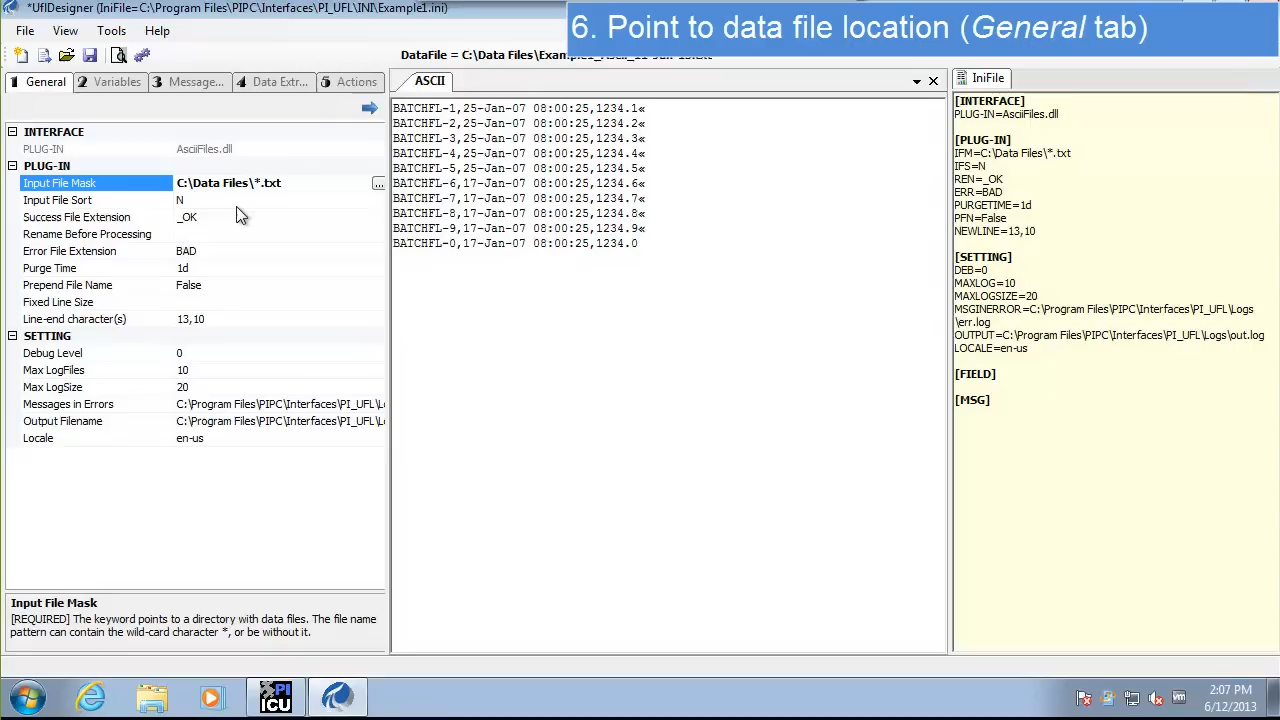 *UflDesigner (IniFile=C:\Program Files\PIPC\Interfaces\PI_UFL\INI\Example1.ini)
6. Point to data file location (General tab)
File View Tools Help
1 General 2 Variables 3 Message... 4 Data Extr... 5 Actions
INTERFACE
PLUG-IN AsciiFiles.dll
PLUG-IN
Input File Mask C:\Data Files\*.txt ...
Input File Sort N
Success File Extension _OK
Rename Before Processing
Error File Extension BAD
Purge Time 1d
Prepend File Name False
Fixed Line Size
Line-end character(s) 13,10
SETTING
Debug Level 0
Max LogFiles 10
Max LogSize 20
Messages in Errors C:\Program Files\PIPC\Interfaces\PI_UFL\L
Output Filename C:\Program Files\PIPC\Interfaces\PI_UFL\L
Locale en-us
Input File Mask
[REQUIRED] The keyword points to a directory with data files. The file name
pattern can contain the wild-card character *, or be without it.
ASCII
BATCHFL-1,25-Jan-07 08:00:25,1234.1«
BATCHFL-2,25-Jan-07 08:00:25,1234.2«
BATCHFL-3,25-Jan-07 08:00:25,1234.3«
BATCHFL-4,25-Jan-07 08:00:25,1234.4«
BATCHFL-5,25-Jan-07 08:00:25,1234.5«
BATCHFL-6,17-Jan-07 08:00:25,1234.6«
BATCHFL-7,17-Jan-07 08:00:25,1234.7«
BATCHFL-8,17-Jan-07 08:00:25,1234.8«
BATCHFL-9,17-Jan-07 08:00:25,1234.9«
BATCHFL-0,17-Jan-07 08:00:25,1234.0
IniFile
[INTERFACE]
PLUG-IN=AsciiFiles.dll
[PLUG-IN]
IFM=C:\Data Files\*.txt
IFS=N
REN=_OK
ERR=BAD
PURGETIME=1d
PFN=False
NEWLINE=13,10
[SETTING]
DEB=0
MAXLOG=10
MAXLOGSIZE=20
MSGINERROR=C:\Program Files\PIPC\Interfaces\PI_UFL\Logs
\err.log
OUTPUT=C:\Program Files\PIPC\Interfaces\PI_UFL\Logs\out.log
LOCALE=en-us
[FIELD]
[MSG]
PI
ICU
vm
2:07 PM
6/12/2013